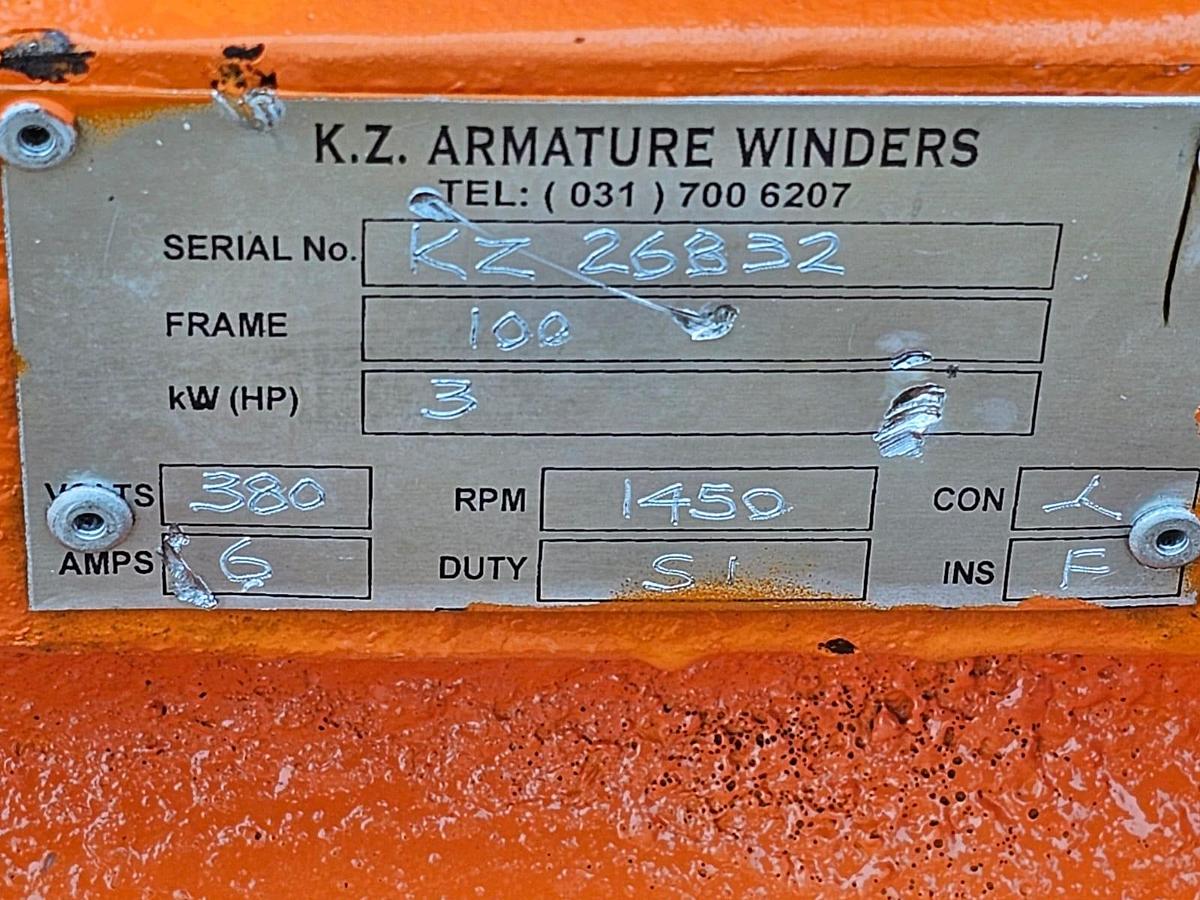 K.Z. ARMATURE WINDERS
TEL: ( 031 ) 700 6207
SERIAL No. KZ 26832
FRAME 100
kW (HP) 3
VOLTS 380 RPM 1450 CON
AMPS 6 DUTY S1 INS F